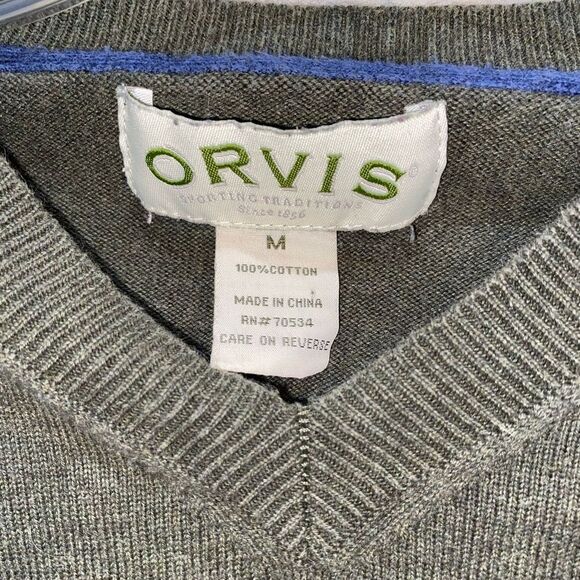 ORVIS®
SPORTING TRADITIONS
Since 1856
M
100%COTTON
MADE IN CHINA
RN#70534
CARE ON REVERSE